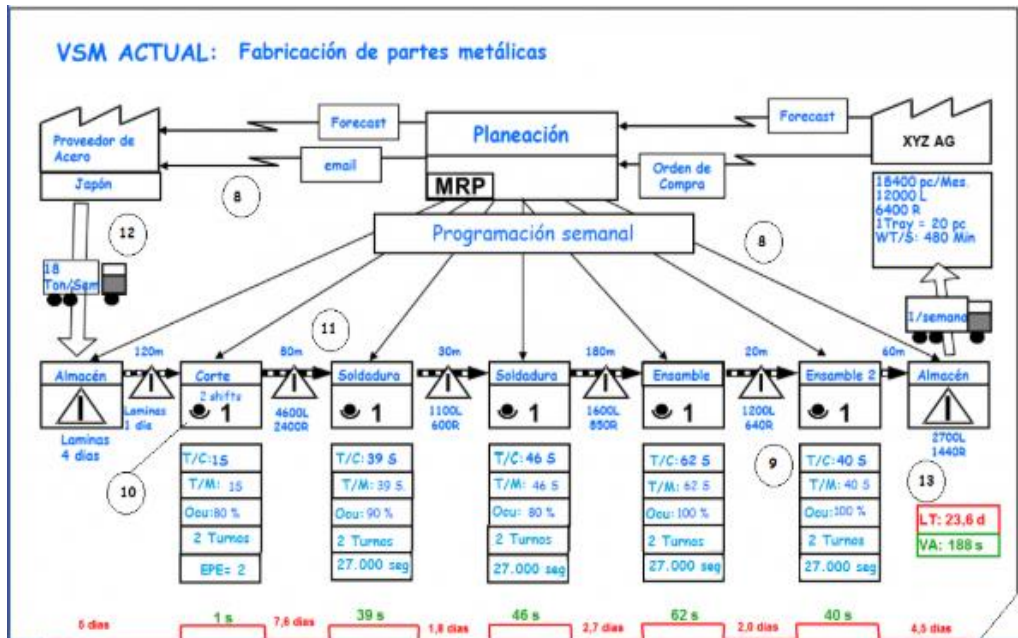 VSM ACTUAL: Fabricación de partes metálicas
Proveedor de
Acero
Japón
Forecast
email
Planeación
MRP
Forecast
Orden de
Compra
XYZ AG
18400 pc/Mes.
12000 L
6400 R
1Tray = 20 pc
WT/S: 480 Min
8
12
Programación semanal
8
18
Ton/Sem
11
1/semana
120m
80m
30m
180m
20m
60m
Almacén
Corte
2 shifts
1
Soldadura
1
Soldadura
1
Ensamble
1
Ensamble 2
1
Almacén
Laminas
4 dias
Laminas
1 dia
4600L
2400R
1100L
600R
1600L
850R
1200L
640R
2700L
1440R
10
9
13
T/C:1S
T/M: 1S
Ocu:80 %
2 Turnos
EPE= 2
T/C: 39 S
T/M: 39 S.
Ocu: 90 %
2 Turnos
27.000 seg
T/C: 46 S
T/M: 46 S
Ocu: 80 %
2 Turnos
27.000 seg
T/C: 62 S
T/M: 62 S
Ocu: 100 %
2 Turnos
27.000 seg
T/C: 40 S
T/M: 40 S
Ocu: 100 %
2 Turnos
27.000 seg
LT: 23,6 d
VA: 188 s
5 dias
1 s
7,6 dias
39 s
1,8 dias
46 s
2,7 dias
62 s
2,0 dias
40 s
4,5 dias